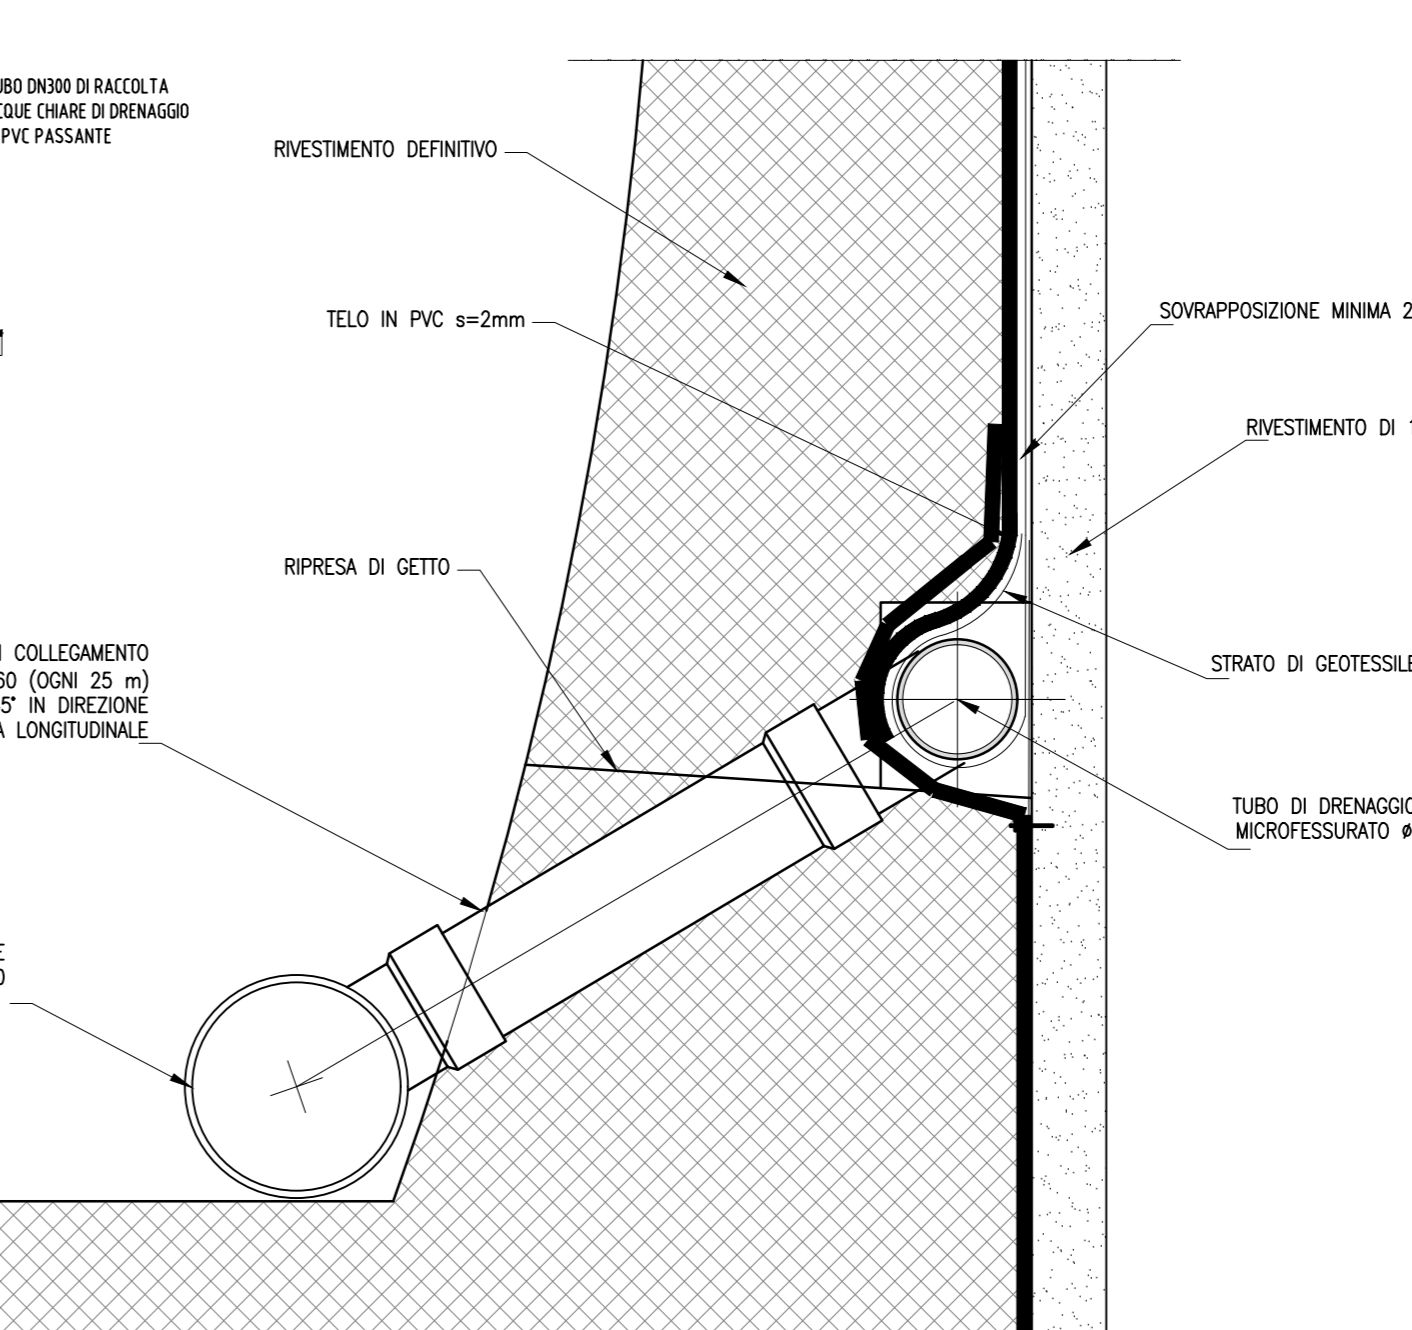 UBO DN300 DI RACCOLTA
CQUE CHIARE DI DRENAGGIO
PVC PASSANTE
RIVESTIMENTO DEFINITIVO
TELO IN PVC s=2mm
SOVRAPPOSIZIONE MINIMA 2
RIVESTIMENTO DI 1
RIPRESA DI GETTO
I COLLEGAMENTO
60 (OGNI 25 m)
5° IN DIREZIONE
A LONGITUDINALE
STRATO DI GEOTESSILE
TUBO DI DRENAGGIO
MICROFESSURATO ø
E
0